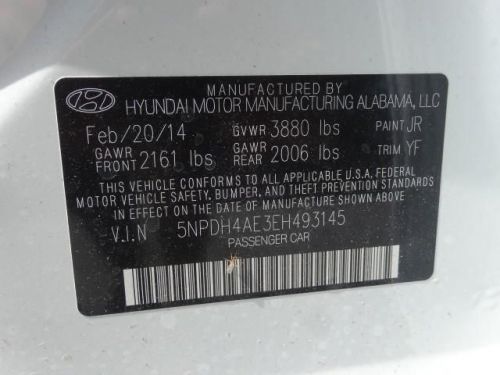 MANUFACTURED BY
HYUNDAI MOTOR MANUFACTURING ALABAMA, LLC
Feb/20/14 GVWR 3880 lbs PAINT JR
GAWR FRONT 2161 lbs GAWR REAR 2006 lbs TRIM YF
THIS VEHICLE CONFORMS TO ALL APPLICABLE U.S.A FEDERAL
MOTOR VEHICLE SAFETY, BUMPER, AND THEFT PREVENTION
STANDARDS IN EFFECT ON THE DATE OF MANUFACTURE SHOWN ABOVE
V.I.N 5NPDH4AE3EH493145
PASSENGER CAR